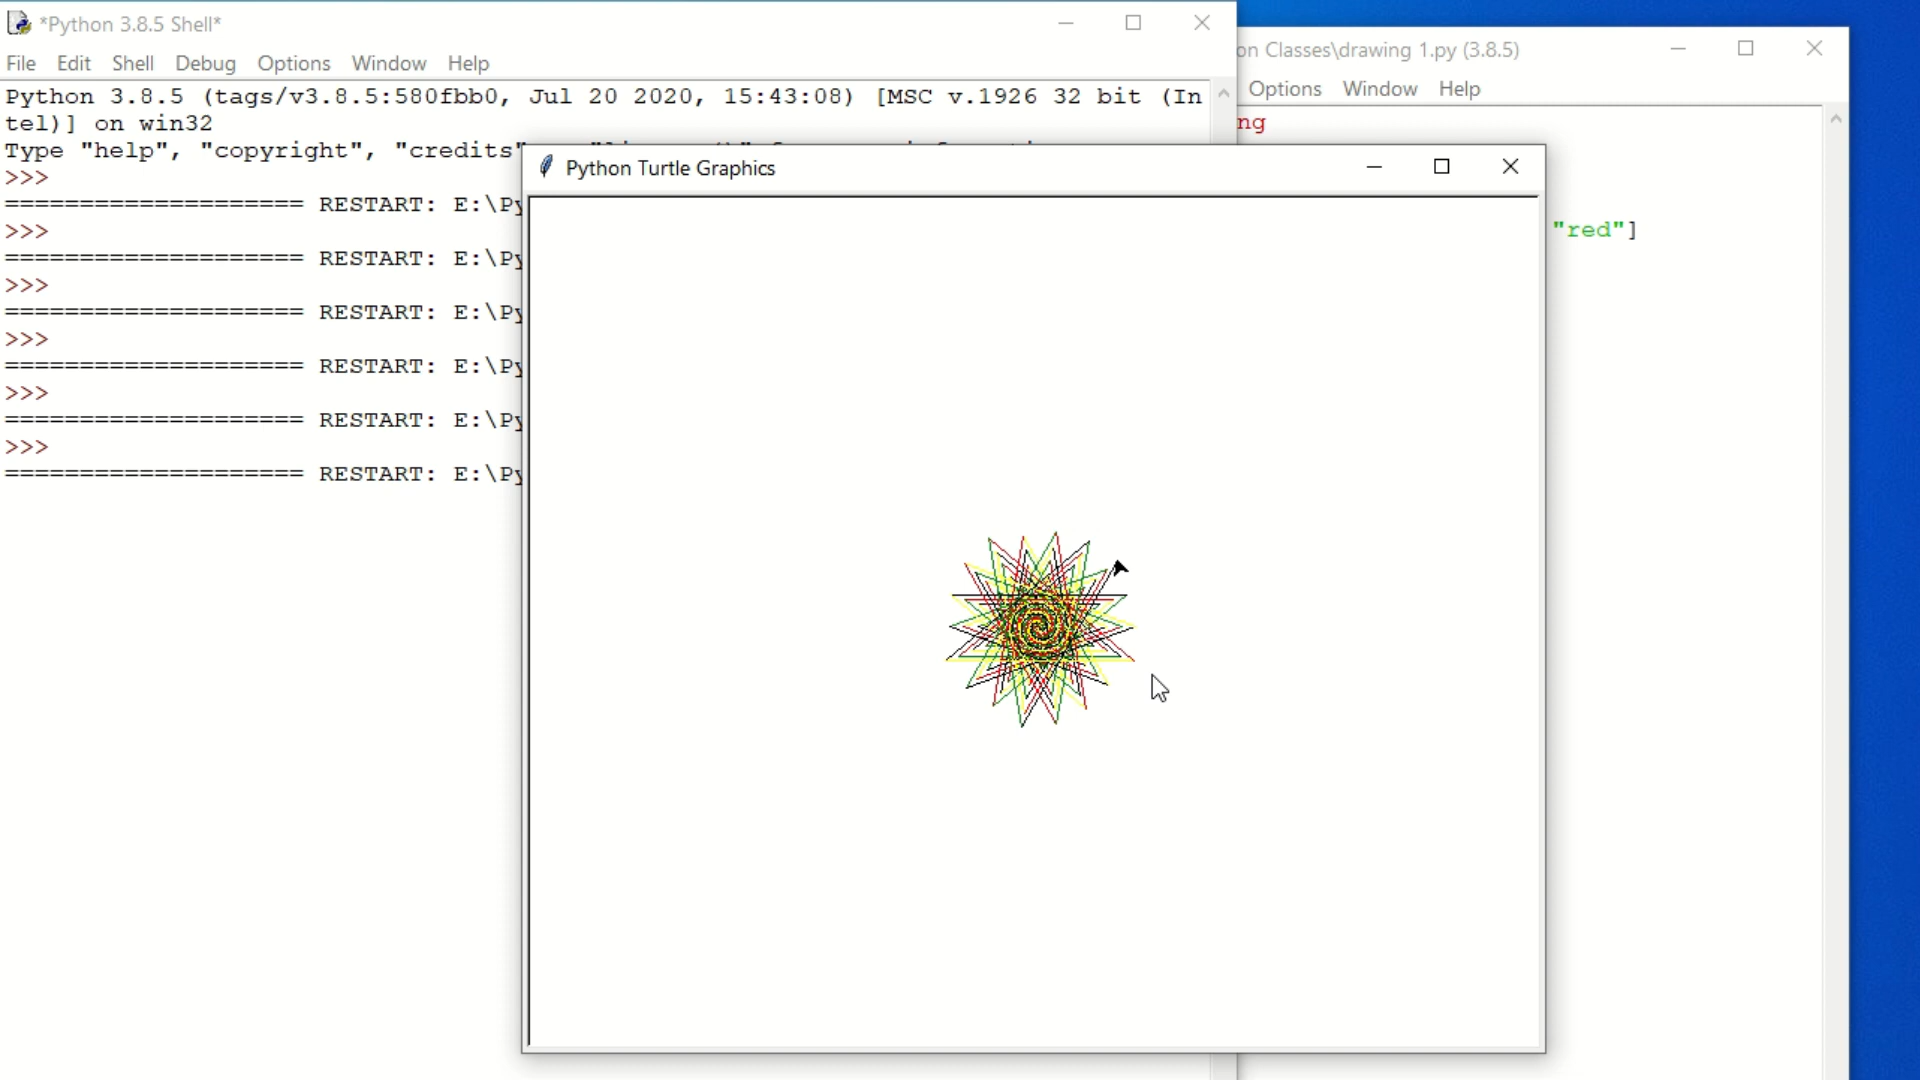 *Python 3.8.5 Shell*
File Edit Shell Debug Options Window Help
Python 3.8.5 (tags/v3.8.5:580fbb0, Jul 20 2020, 15:43:08) [MSC v.1926 32 bit (In
tel)] on win32
Type "help", "copyright", "credits"
>>>
==================== RESTART: E:\Py
>>>
==================== RESTART: E:\Py
>>>
==================== RESTART: E:\Py
>>>
==================== RESTART: E:\Py
>>>
==================== RESTART: E:\Py
>>>
==================== RESTART: E:\Py
Python Turtle Graphics
on Classes\drawing 1.py (3.8.5)
Options Window Help
ng
"red"]